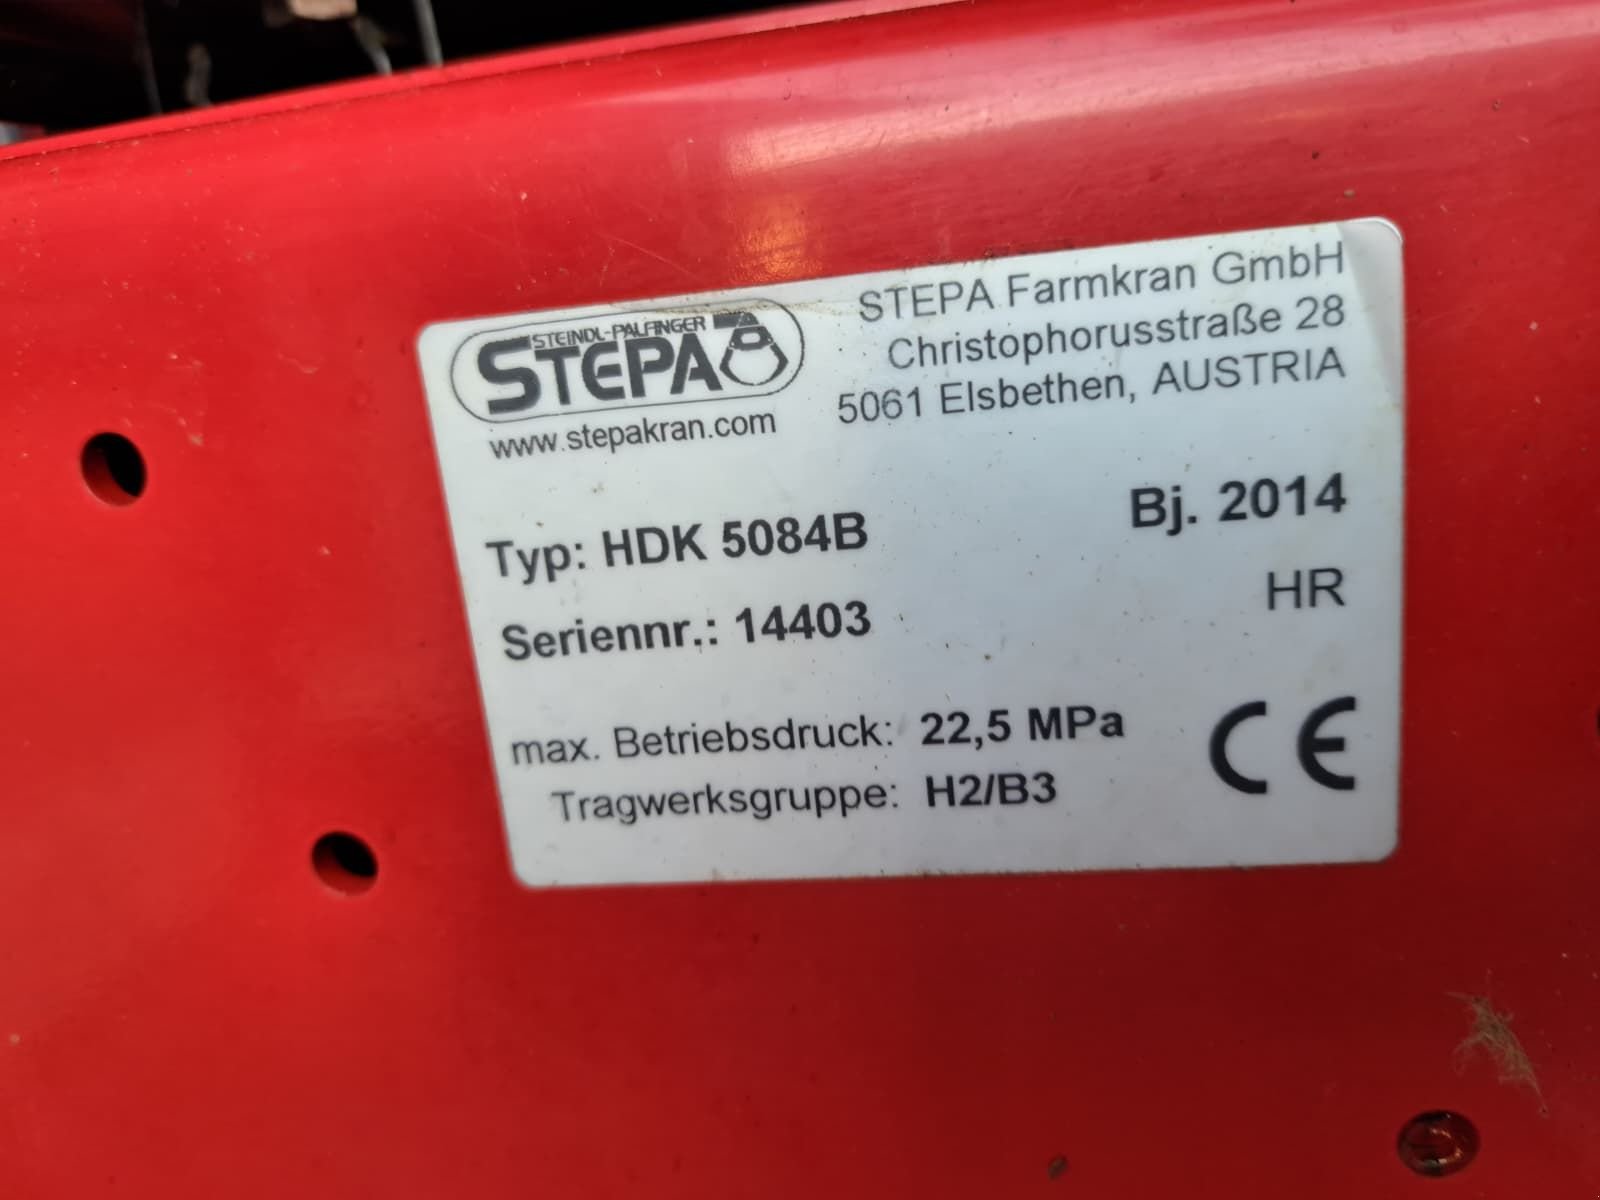 STEINDL-PALFINGER
STEPA
www.stepakran.com
STEPA Farmkran GmbH
Christophorusstraße 28
5061 Elsbethen, AUSTRIA
Typ: HDK 5084B
Bj. 2014
Seriennr.: 14403
HR
max. Betriebsdruck: 22,5 MPa
Tragwerksgruppe: H2/B3
CE